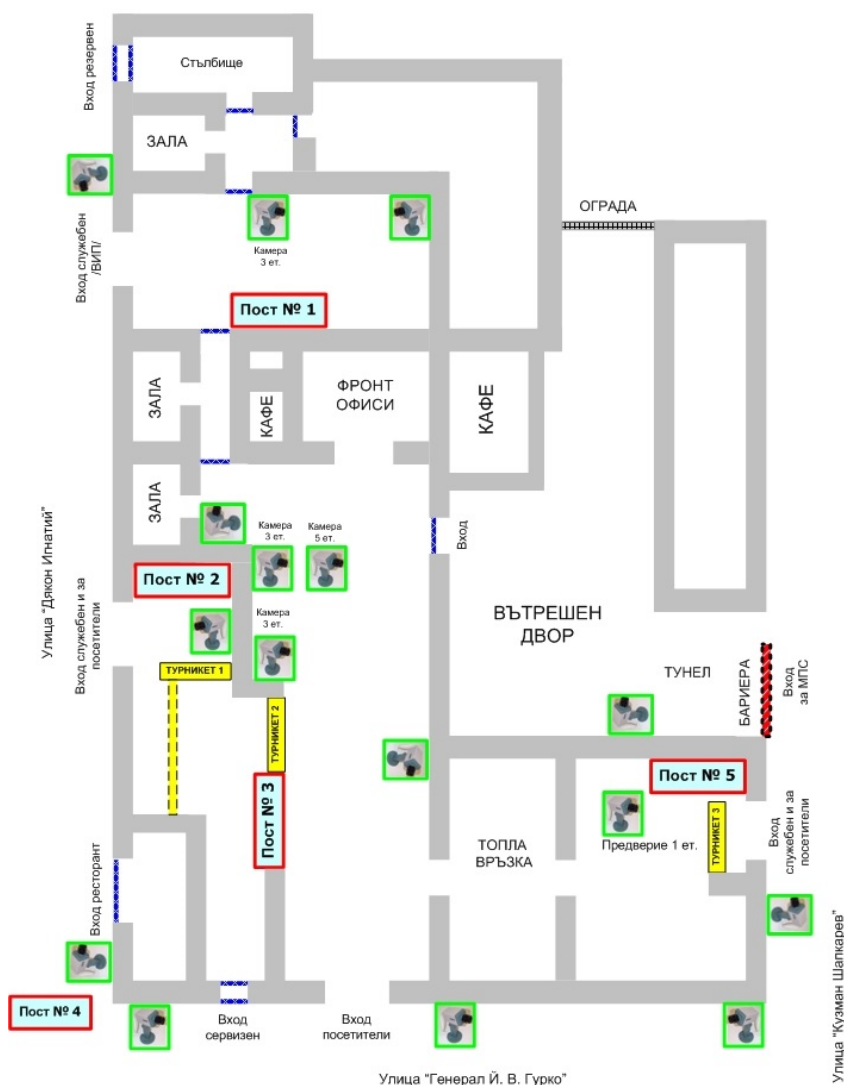 Стълбище
Вход резервен
ЗАЛА
ОГРАДА
Вход служебен
/ВИП/
Камера
3 ет.
Пост № 1
ЗАЛА
КАФЕ
ФРОНТ
ОФИСИ
КАФЕ
ЗАЛА
Камера
3 ет.
Камера
5 ет.
Вход
Улица "Дякон Игнатий"
Пост № 2
Вход служебен и за
посетители
Камера
3 ет.
ВЪТРЕШЕН
ДВОР
ТУРНИКЕТ 1
ТУНЕЛ
БАРИЕРА
Вход
за МПС
ТУРНИКЕТ 2
Пост № 3
Пост № 5
ТОПЛА
ВРЪЗКА
Предверие 1 ет.
ТУРНИКЕТ 3
Вход
служебен и за
посетители
Вход ресторант
Пост № 4
Вход
сервизен
Вход
посетители
Улица "Генерал Й. В. Гурко"
Улица "Кузман Шапкарев"